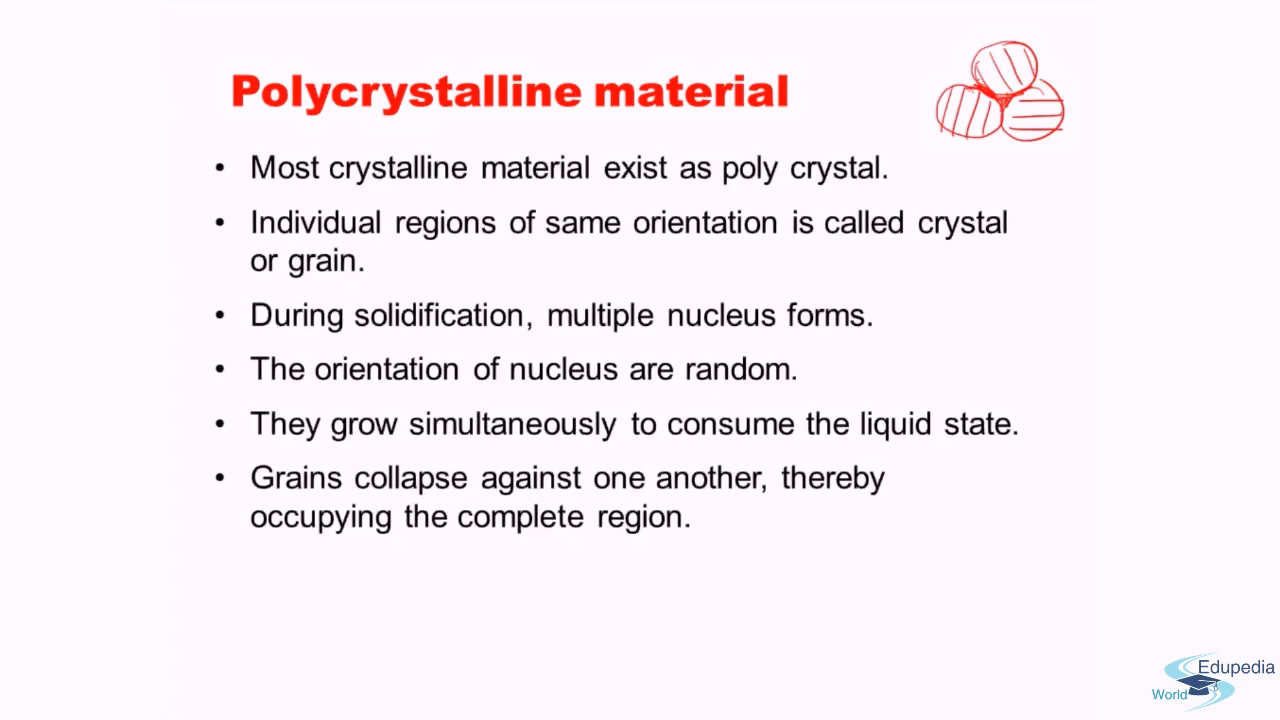 Polycrystalline material
• Most crystalline material exist as poly crystal.
• Individual regions of same orientation is called crystal
or grain.
• During solidification, multiple nucleus forms.
• The orientation of nucleus are random.
• They grow simultaneously to consume the liquid state.
• Grains collapse against one another, thereby
occupying the complete region.
Edupedia
World